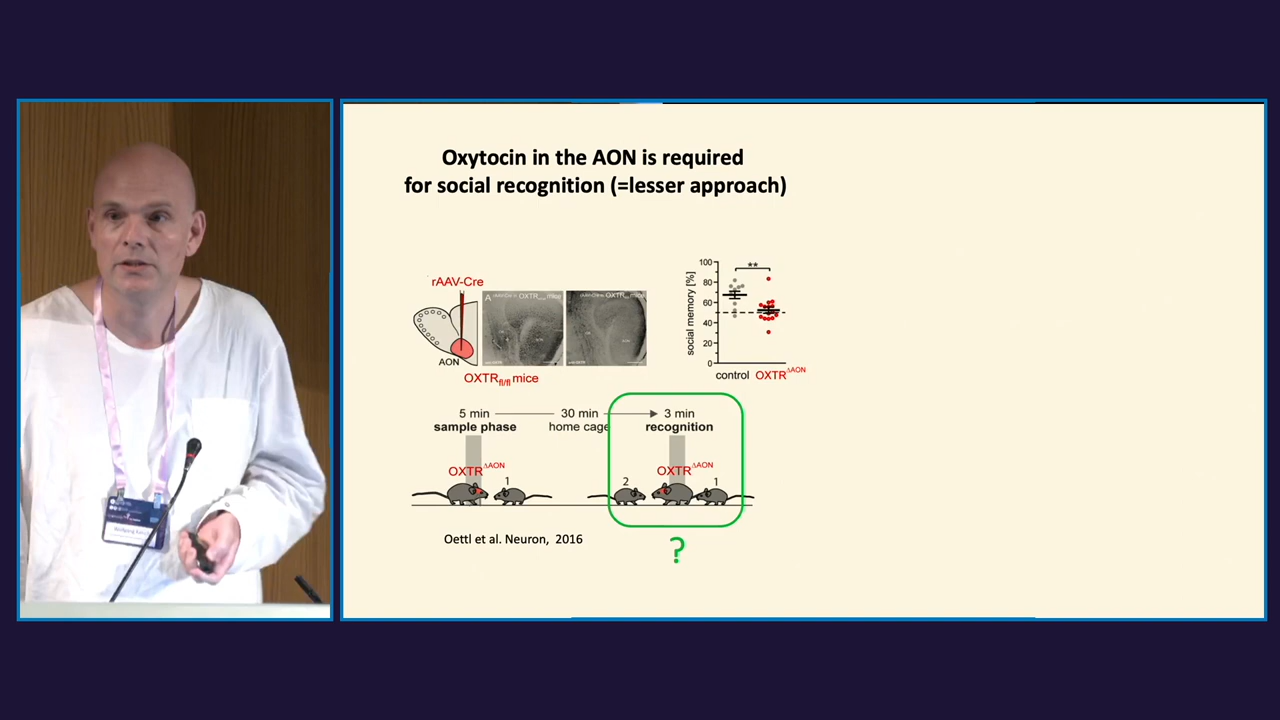 Oxytocin in the AON is required
for social recognition (=lesser approach)
rAAV-Cre
A
AON
OXTRfl/fl mice
social memory [%]
100
80
60
40
20
0
**
control OXTRΔAON
5 min 30 min 3 min
sample phase home cage recognition
OXTRΔAON OXTRΔAON
1 2 1
Oettl et al. Neuron, 2016
?